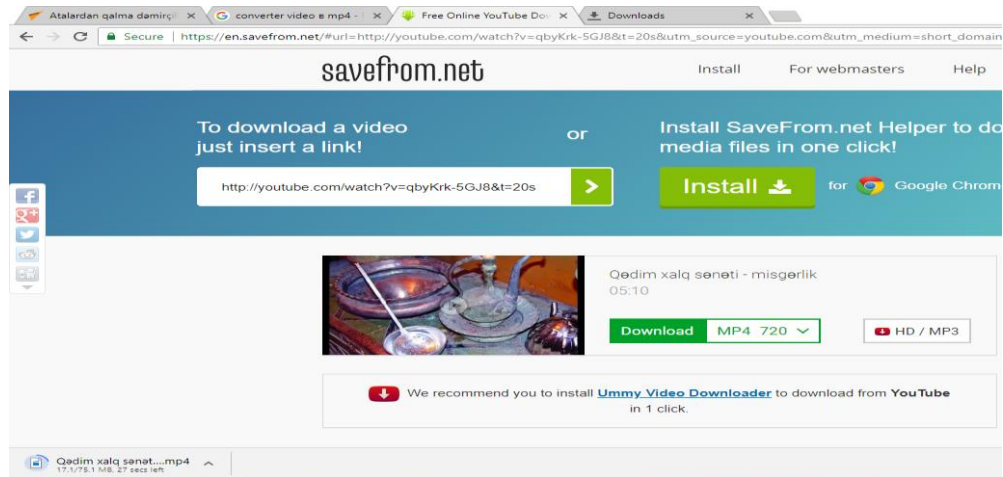 Atalardan qalma dəmirçil
converter video в mp4 -
Free Online YouTube Dow
Downloads
Secure
https://en.savefrom.net/#url=http://youtube.com/watch?v=qbyKrk-5GJ8&t=20s&utm_source=youtube.com&utm_medium=short_domain
savefrom.net
Install
For webmasters
Help
To download a video
just insert a link!
or
Install SaveFrom.net Helper to do
media files in one click!
http://youtube.com/watch?v=qbyKrk-5GJ8&t=20s
Install
for
Google Chrom
Qədim xalq sənəti - misgərlik
05:10
Download
MP4 720
HD / MP3
We recommend you to install Ummy Video Downloader to download from YouTube
in 1 click.
Qədim xalq sənət....mp4
17.1/75.1 MB, 27 secs left